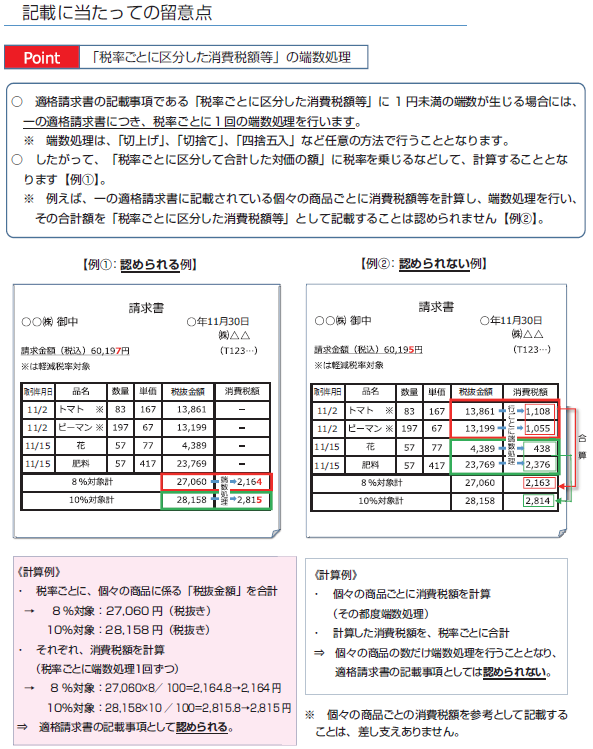 記載に当たっての留意点
Point 「税率ごとに区分した消費税額等」の端数処理
○ 適格請求書の記載事項である「税率ごとに区分した消費税額等」に１円未満の端数が生じる場合には、
一の適格請求書につき、税率ごとに１回の端数処理を行います。
※ 端数処理は、「切上げ」、「切捨て」、「四捨五入」など任意の方法で行うこととなります。
○ したがって、「税率ごとに区分して合計した対価の額」に税率を乗じるなどして、計算することとな
ります【例①】。
※ 例えば、一の適格請求書に記載されている個々の商品ごとに消費税額等を計算し、端数処理を行い、
その合計額を「税率ごとに区分した消費税額等」として記載することは認められません【例②】。
【例①：認められる例】
請求書
○○㈱ 御中 ○年11月30日
㈱△△
請求金額（税込）60,197円 （T123…）
※は軽減税率対象
取引年月日 品名 数量 単価 税抜金額 消費税額
11/2 トマト ※ 83 167 13,861 －
11/2 ピーマン ※ 197 67 13,199 －
11/15 花 57 77 4,389 －
11/15 肥料 57 417 23,769 －
8％対象計 27,060 端数処理 2,164
10％対象計 28,158 2,815
《計算例》
・ 税率ごとに、個々の商品に係る「税抜金額」を合計
→ 8％対象：27,060円（税抜き）
10％対象：28,158円（税抜き）
・ それぞれ、消費税額を計算
（税率ごとに端数処理1回ずつ）
→ 8％対象：27,060×8／100=2,164.8→2,164円
10％対象：28,158×10／100=2,815.8→2,815円
⇒ 適格請求書の記載事項として認められる。
【例②：認められない例】
請求書
○○㈱ 御中 ○年11月30日
㈱△△
請求金額（税込）60,195円 （T123…）
※は軽減税率対象
取引年月日 品名 数量 単価 税抜金額 消費税額
11/2 トマト ※ 83 167 13,861 1,108
11/2 ピーマン ※ 197 67 13,199 1,055
11/15 花 57 77 4,389 438
11/15 肥料 57 417 23,769 2,376
行ごとに端数処理
8％対象計 27,060 2,163
10％対象計 28,158 2,814
合算
《計算例》
・ 個々の商品ごとに消費税額を計算
（その都度端数処理）
・ 計算した消費税額を、税率ごとに合計
⇒ 個々の商品の数だけ端数処理を行うこととなり、
適格請求書の記載事項としては認められない。
※ 個々の商品ごとの消費税額を参考として記載する
ことは、差し支えありません。